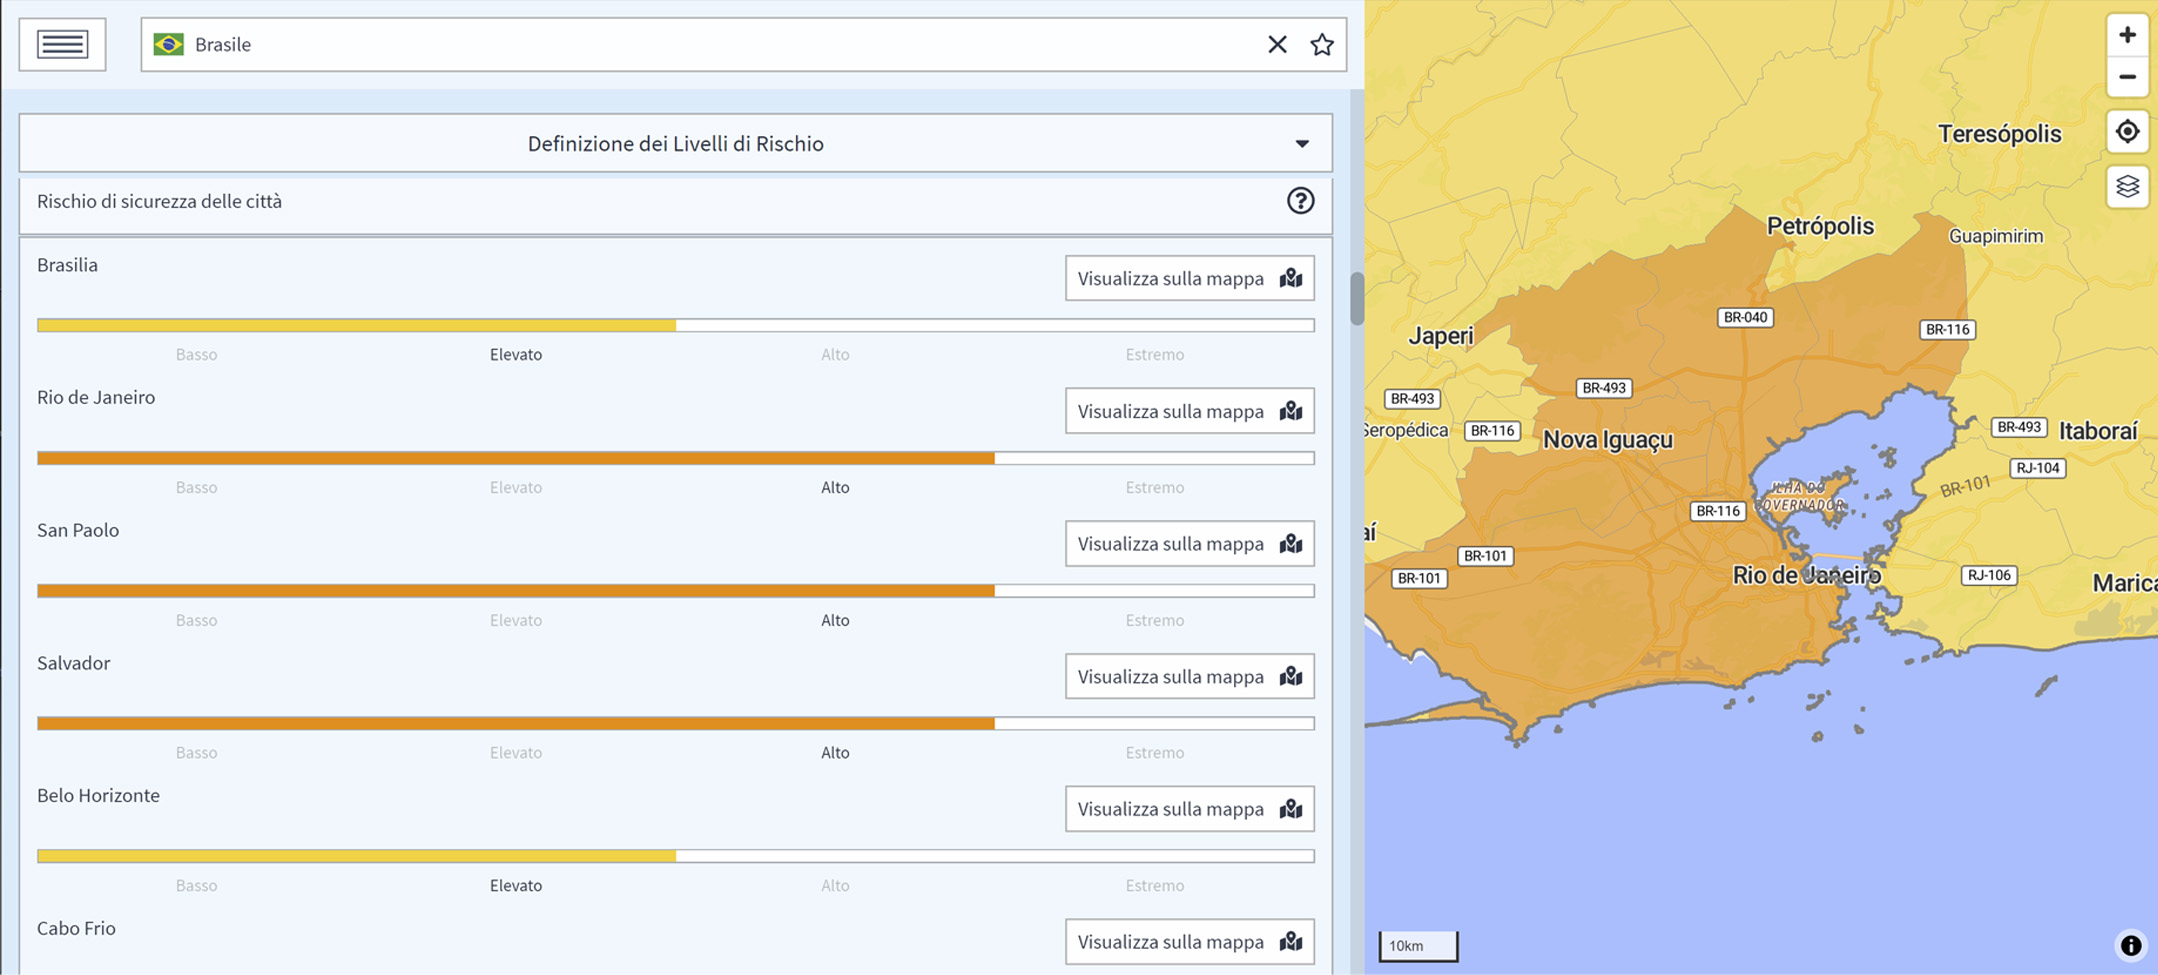 Brasile
Definizione dei Livelli di Rischio
Rischio di sicurezza delle città
Brasilia
Visualizza sulla mappa
Basso Elevato Alto Estremo
Rio de Janeiro
Visualizza sulla mappa
Basso Elevato Alto Estremo
San Paolo
Visualizza sulla mappa
Basso Elevato Alto Estremo
Salvador
Visualizza sulla mappa
Basso Elevato Alto Estremo
Belo Horizonte
Visualizza sulla mappa
Basso Elevato Alto Estremo
Cabo Frio
Visualizza sulla mappa
Teresópolis
Petrópolis
Guapimirim
BR-040
BR-116
Japeri
BR-493
BR-493
Seropédica
BR-116
Nova Iguaçu
BR-493
Itaboraí
RJ-104
BR-101
ILHA DO
GOVERNADOR
BR-116
aí
BR-101
BR-101
Rio de Janeiro
RJ-106
Marica
10km